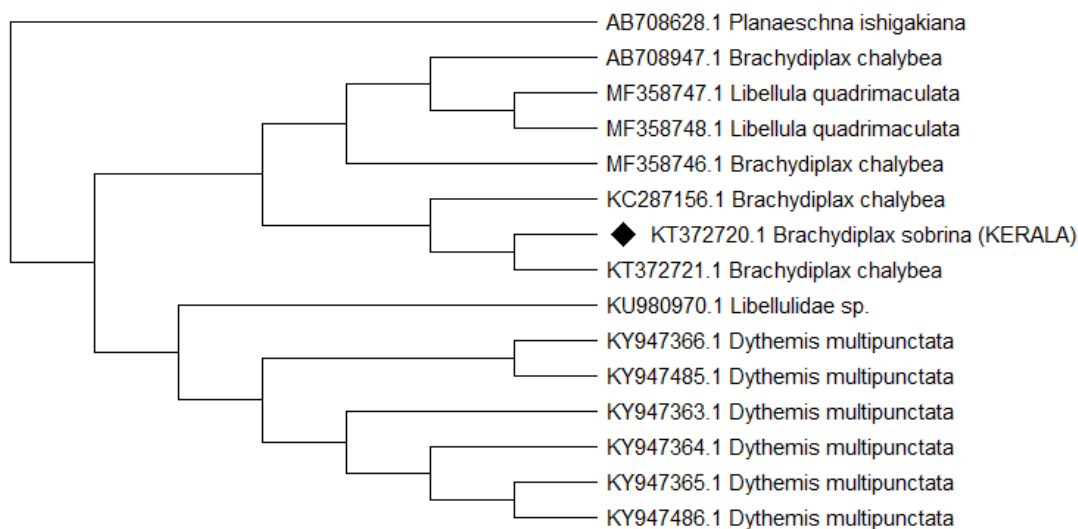 AB708628.1 Planaeschna ishigakiana
AB708947.1 Brachydiplax chalybea
MF358747.1 Libellula quadrimaculata
MF358748.1 Libellula quadrimaculata
MF358746.1 Brachydiplax chalybea
KC287156.1 Brachydiplax chalybea
KT372720.1 Brachydiplax sobrina (KERALA)
KT372721.1 Brachydiplax chalybea
KU980970.1 Libellulidae sp.
KY947366.1 Dythemis multipunctata
KY947485.1 Dythemis multipunctata
KY947363.1 Dythemis multipunctata
KY947364.1 Dythemis multipunctata
KY947365.1 Dythemis multipunctata
KY947486.1 Dythemis multipunctata